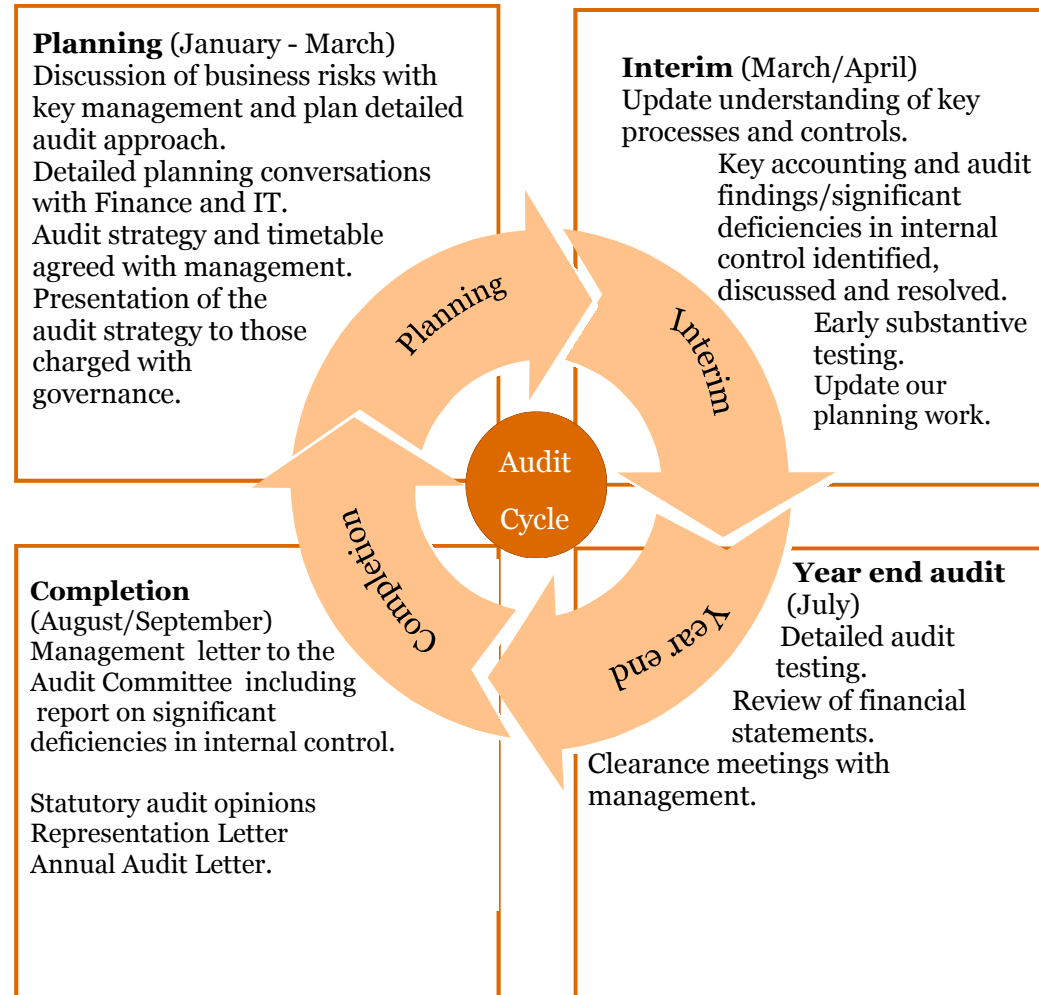 Planning (January - March)
Discussion of business risks with
key management and plan detailed
audit approach.
Detailed planning conversations
with Finance and IT.
Audit strategy and timetable
agreed with management.
Presentation of the
audit strategy to those
charged with
governance.
Interim (March/April)
Update understanding of key
processes and controls.
Key accounting and audit
findings/significant
deficiencies in internal
control identified,
discussed and resolved.
Early substantive
testing.
Update our
planning work.
Planning
Interim
Audit
Cycle
Completion
Year end
Completion
(August/September)
Management letter to the
Audit Committee including
report on significant
deficiencies in internal control.
Statutory audit opinions
Representation Letter
Annual Audit Letter.
Year end audit
(July)
Detailed audit
testing.
Review of financial
statements.
Clearance meetings with
management.